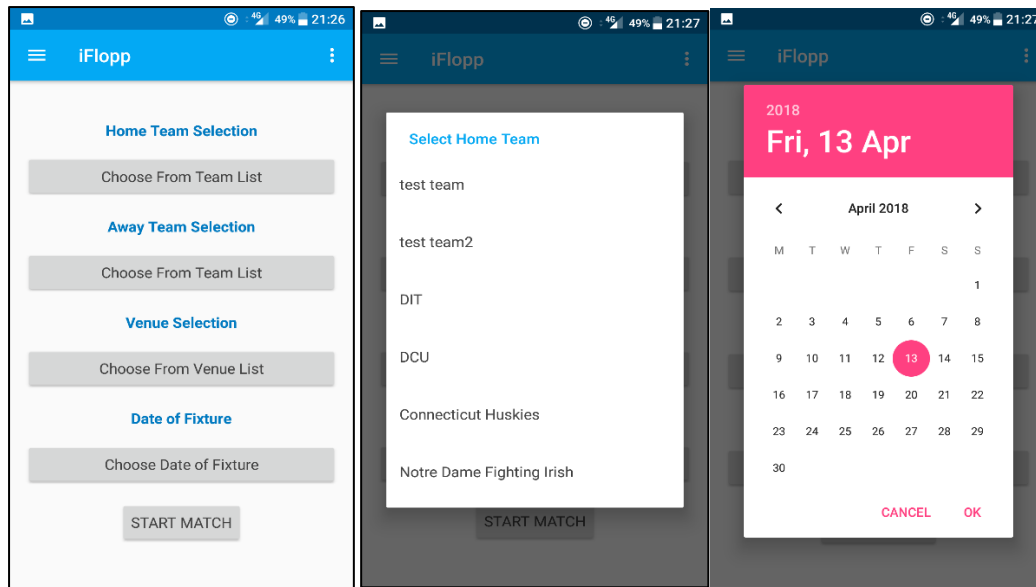 4G 49% 21:26
iFlopp
Home Team Selection
Choose From Team List
Away Team Selection
Choose From Team List
Venue Selection
Choose From Venue List
Date of Fixture
Choose Date of Fixture
START MATCH
4G 49% 21:27
iFlopp
Select Home Team
test team
test team2
DIT
DCU
Connecticut Huskies
Notre Dame Fighting Irish
START MATCH
4G 49% 21:27
iFlopp
2018
Fri, 13 Apr
April 2018
M T W T F S S
1
2 3 4 5 6 7 8
9 10 11 12 13 14 15
16 17 18 19 20 21 22
23 24 25 26 27 28 29
30
CANCEL OK